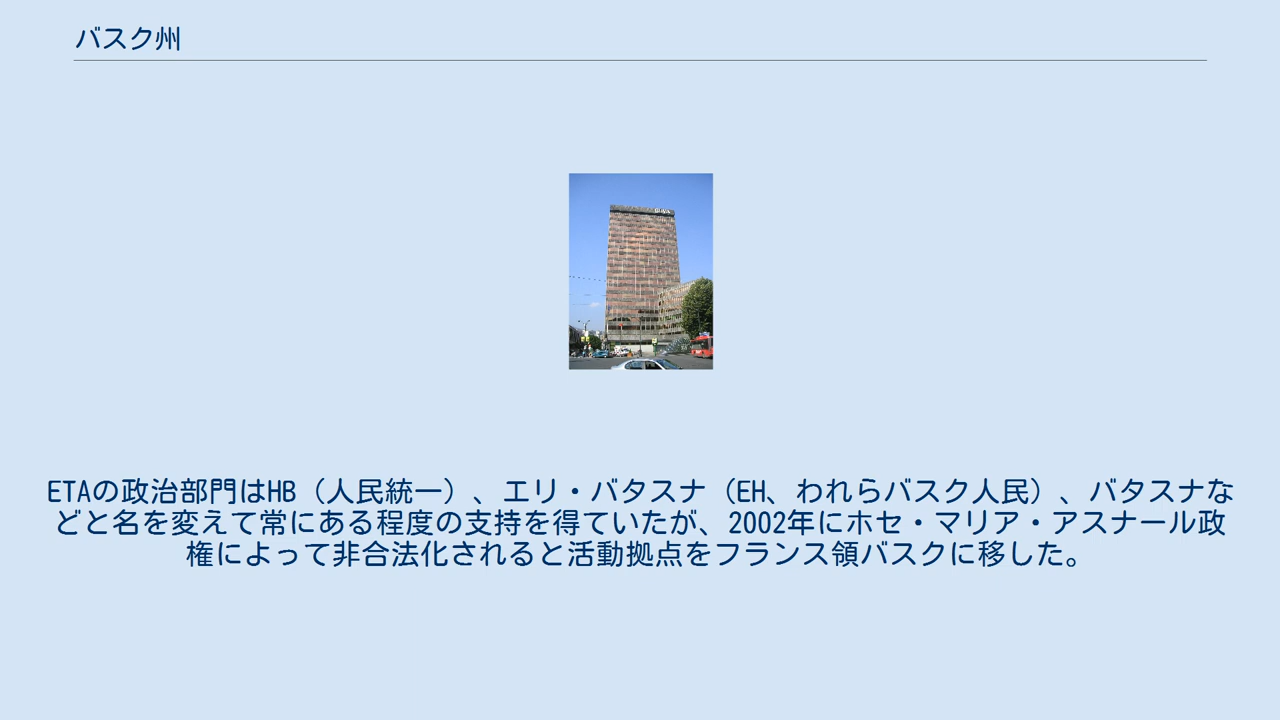 バスク州
ETAの政治部門はHB（人民統一）、エリ・バタスナ（EH、われらバスク人民）、バタスナな
どと名を変えて常にある程度の支持を得ていたが、2002年にホセ・マリア・アスナール政
権によって非合法化されると活動拠点をフランス領バスクに移した。